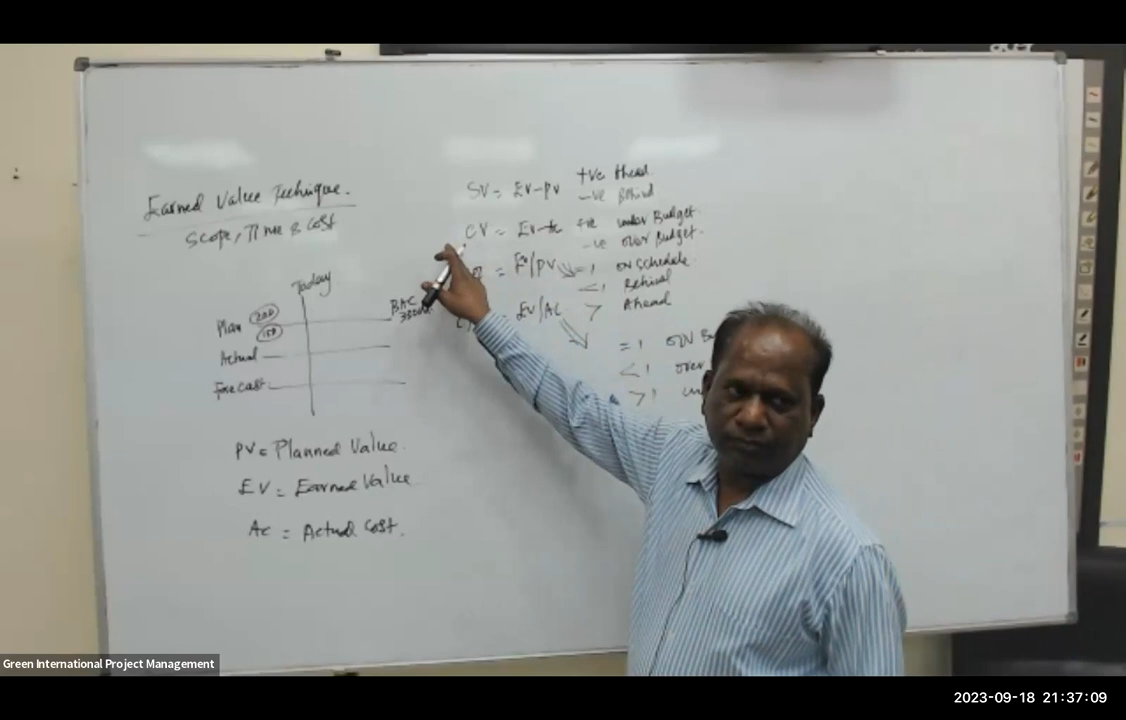 Earned Value Technique.
Scope, Time & Cost
Today
Plan 200
150
BAC
Actual
Forecast
PV = Planned Value.
EV = Earned Value
AC = Actual Cost.
SV = EV-PV +ve Ahead
-ve Behind
CV = EV-AC +ve under Budget.
-ve over Budget.
= EV/PV =1 on schedule
<1 Behind
= EV/AC > Ahead
=1 on
<1 over
>1
Green International Project Management
2023-09-18 21:37:09